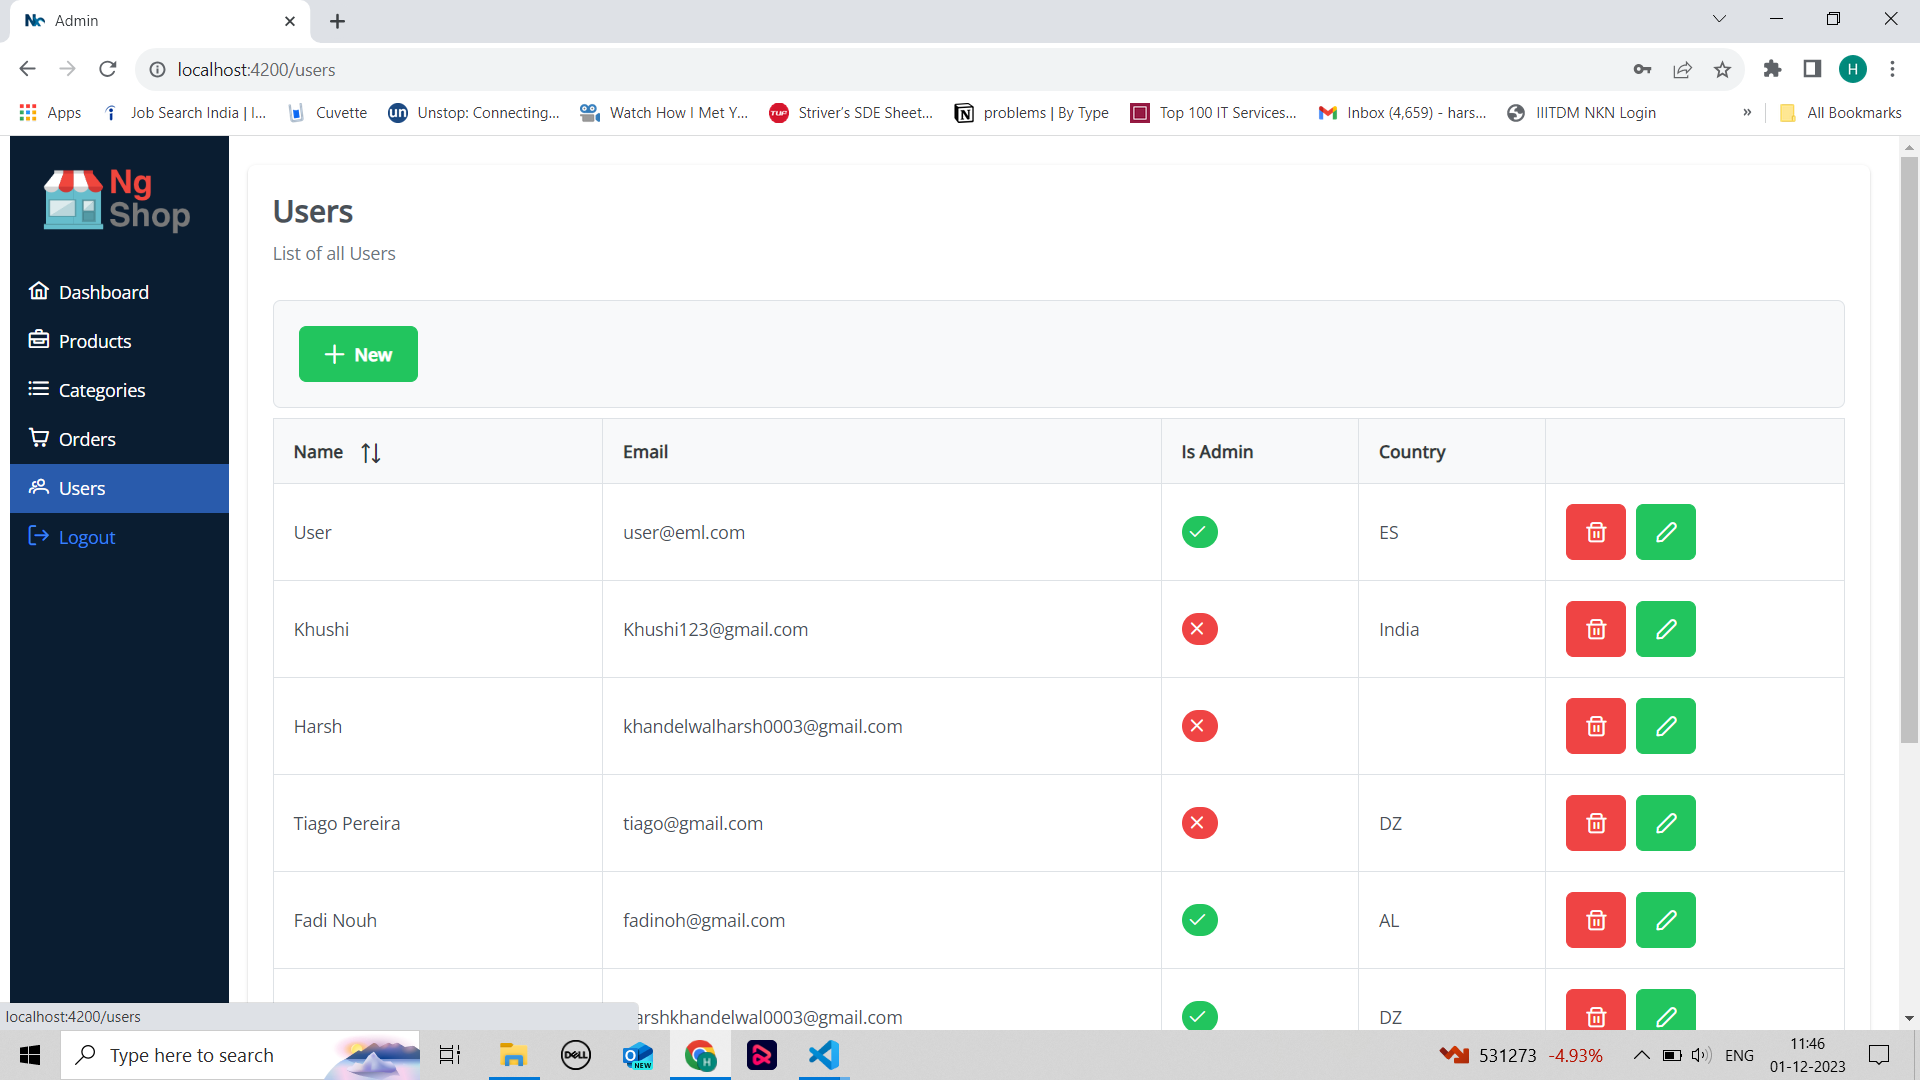 Admin
localhost:4200/users
H
Apps
Job Search India | I...
Cuvette
un
Unstop: Connecting...
Watch How I Met Y...
TUF
Striver's SDE Sheet...
problems | By Type
Top 100 IT Services...
Inbox (4,659) - hars...
IIITDM NKN Login
»
All Bookmarks
Ng
Shop
Dashboard
Products
Categories
Orders
Users
Logout
Users
List of all Users
New
Name Email Is Admin Country
User user@eml.com ES
Khushi Khushi123@gmail.com India
Harsh khandelwalharsh0003@gmail.com
Tiago Pereira tiago@gmail.com DZ
Fadi Nouh fadinoh@gmail.com AL
arshkhandelwal0003@gmail.com DZ
localhost:4200/users
Type here to search
DELL
NEW
H
531273 -4.93%
ENG
11:46
01-12-2023